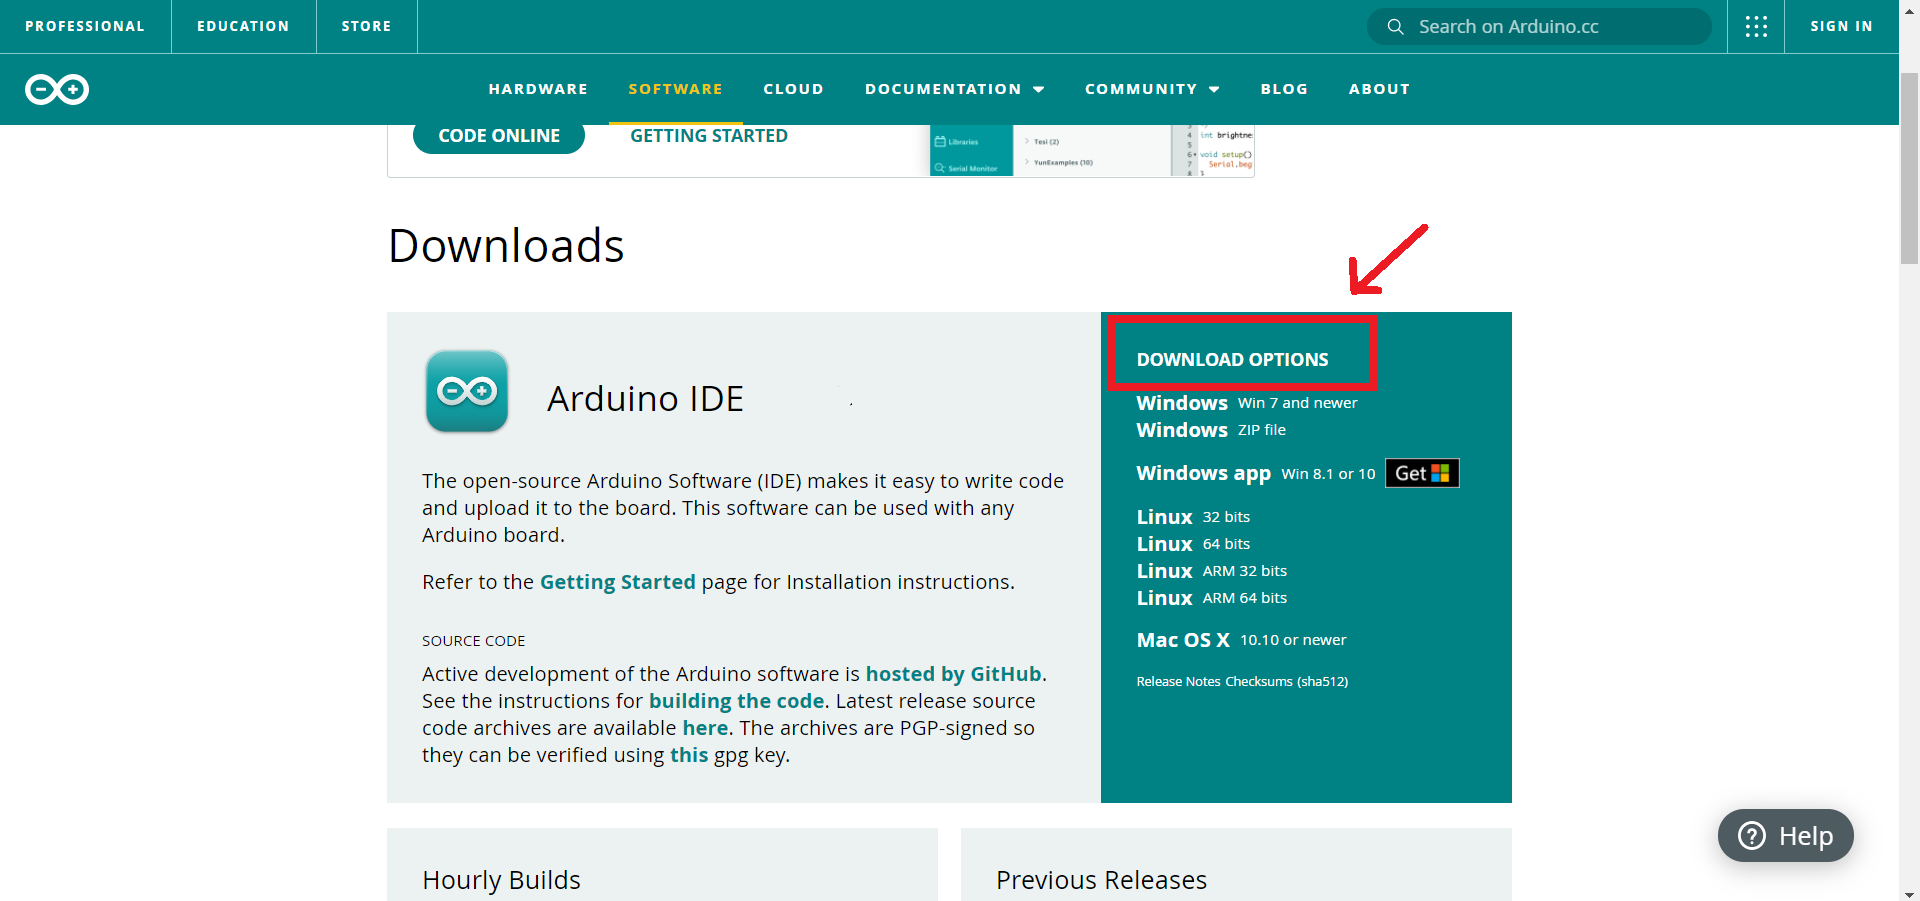 PROFESSIONAL
EDUCATION
STORE
Search on Arduino.cc
SIGN IN
HARDWARE
SOFTWARE
CLOUD
DOCUMENTATION
COMMUNITY
BLOG
ABOUT
CODE ONLINE
GETTING STARTED
Libraries
Serial Monitor
Tesi (2)
YunExamples (10)
4 int brightne
5
6 void setup()
7 Serial.beg
8 }
Downloads
Arduino IDE
The open-source Arduino Software (IDE) makes it easy to write code
and upload it to the board. This software can be used with any
Arduino board.
Refer to the Getting Started page for Installation instructions.
SOURCE CODE
Active development of the Arduino software is hosted by GitHub.
See the instructions for building the code. Latest release source
code archives are available here. The archives are PGP-signed so
they can be verified using this gpg key.
DOWNLOAD OPTIONS
Windows Win 7 and newer
Windows ZIP file
Windows app Win 8.1 or 10 Get
Linux 32 bits
Linux 64 bits
Linux ARM 32 bits
Linux ARM 64 bits
Mac OS X 10.10 or newer
Release Notes Checksums (sha512)
Hourly Builds
Previous Releases
Help